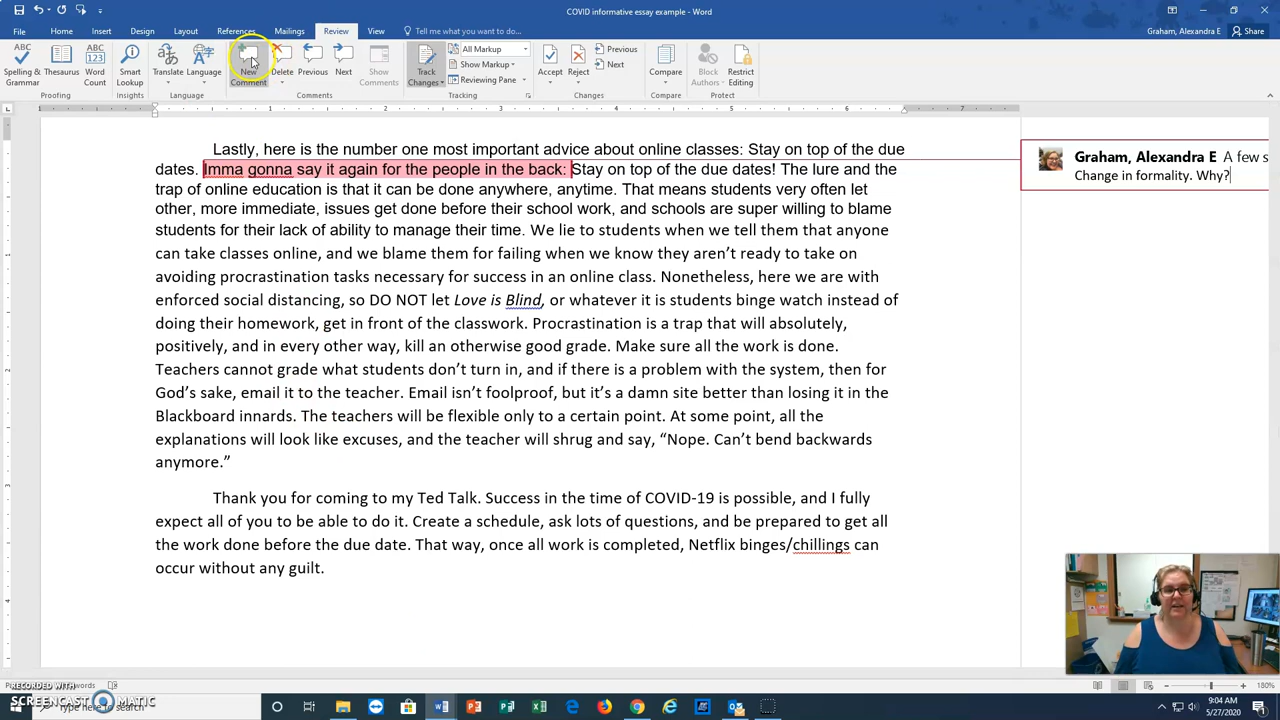 COVID informative essay example - Word
File Home Insert Design Layout References Mailings Review View Tell me what you want to do... Graham, Alexandra E Share
ABC ABC 123 All Markup Previous
Show Markup Next
Spelling & Grammar Thesaurus Word Count Smart Lookup Translate Language New Comment Delete Previous Next Show Comments Track Changes Reviewing Pane Accept Reject Compare Block Authors Restrict Editing
Proofing Insights Language Comments Tracking Changes Compare Protect
1 2 3 4 5 6 7
Lastly, here is the number one most important advice about online classes: Stay on top of the due
dates. Imma gonna say it again for the people in the back: Stay on top of the due dates! The lure and the
trap of online education is that it can be done anywhere, anytime. That means students very often let
other, more immediate, issues get done before their school work, and schools are super willing to blame
students for their lack of ability to manage their time. We lie to students when we tell them that anyone
can take classes online, and we blame them for failing when we know they aren’t ready to take on
avoiding procrastination tasks necessary for success in an online class. Nonetheless, here we are with
enforced social distancing, so DO NOT let Love is Blind, or whatever it is students binge watch instead of
doing their homework, get in front of the classwork. Procrastination is a trap that will absolutely,
positively, and in every other way, kill an otherwise good grade. Make sure all the work is done.
Teachers cannot grade what students don’t turn in, and if there is a problem with the system, then for
God’s sake, email it to the teacher. Email isn’t foolproof, but it’s a damn site better than losing it in the
Blackboard innards. The teachers will be flexible only to a certain point. At some point, all the
explanations will look like excuses, and the teacher will shrug and say, “Nope. Can’t bend backwards
anymore.”
Thank you for coming to my Ted Talk. Success in the time of COVID-19 is possible, and I fully
expect all of you to be able to do it. Create a schedule, ask lots of questions, and be prepared to get all
the work done before the due date. That way, once all work is completed, Netflix binges/chillings can
occur without any guilt.
Graham, Alexandra E A few s
Change in formality. Why?
RECORDED WITH words
180%
SCREENCAST MATIC
Type here to search
9:04 AM
5/27/2020